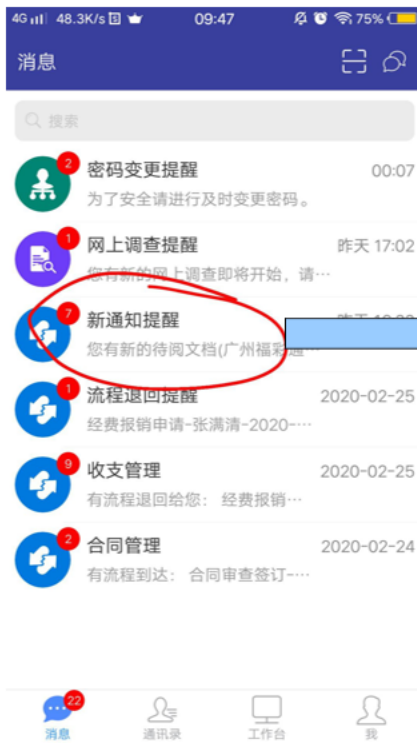 4G 48.3K/s 09:47 75%
消息
搜索
2
密码变更提醒 00:07
为了安全请进行及时变更密码。
1
网上调查提醒 昨天 17:02
您有新的网上调查即将开始，请…
7
新通知提醒 昨天
您有新的待阅文档(广州福彩通…
1
流程退回提醒 2020-02-25
经费报销申请-张满清-2020-…
9
收支管理 2020-02-25
有流程退回给您： 经费报销…
2
合同管理 2020-02-24
有流程到达： 合同审查签订-…
22
消息 通讯录 工作台 我